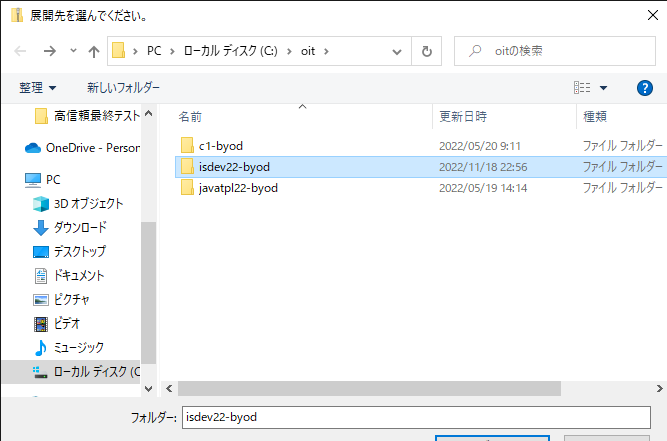 展開先を選んでください。
PC › ローカル ディスク (C:) › oit ›
oitの検索
整理
新しいフォルダー
名前 更新日時 種類
高信頼最終テスト
OneDrive - Person
PC
3D オブジェクト
ダウンロード
デスクトップ
ドキュメント
ピクチャ
ビデオ
ミュージック
ローカル ディスク (C
c1-byod 2022/05/20 9:11 ファイル フォルダー
isdev22-byod 2022/11/18 22:56 ファイル フォルダー
javatpl22-byod 2022/05/19 14:14 ファイル フォルダー
フォルダー: isdev22-byod